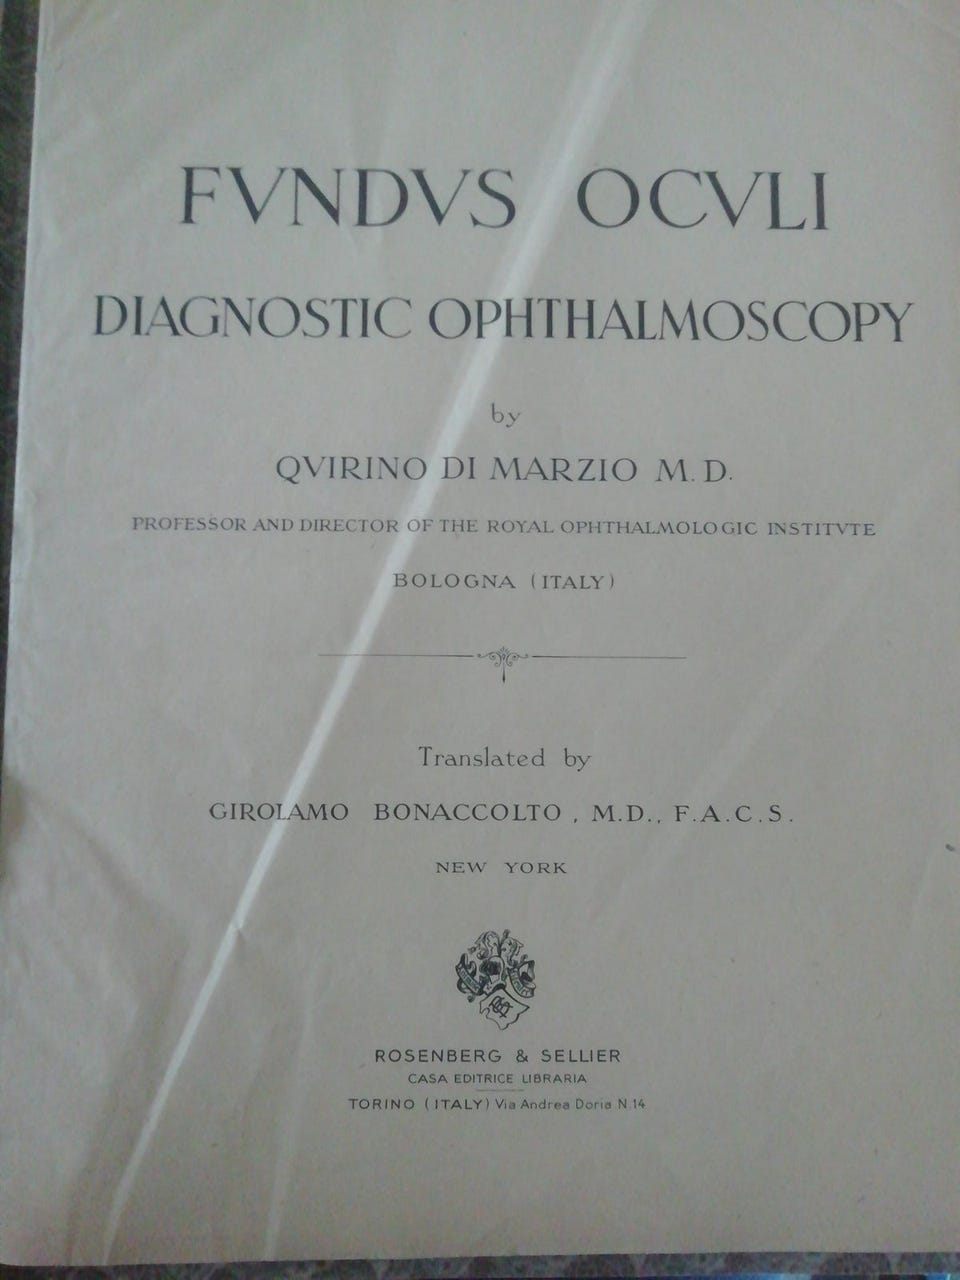 FVNDVS OCVLI
DIAGNOSTIC OPHTHALMOSCOPY
by
QVIRINO DI MARZIO M. D.
PROFESSOR AND DIRECTOR OF THE ROYAL OPHTHALMOLOGIC INSTITVTE
BOLOGNA (ITALY)
Translated by
GIROLAMO BONACCOLTO, M.D., F.A.C.S.
NEW YORK
ROSENBERG & SELLIER
CASA EDITRICE LIBRARIA
TORINO (ITALY) Via Andrea Doria N 14